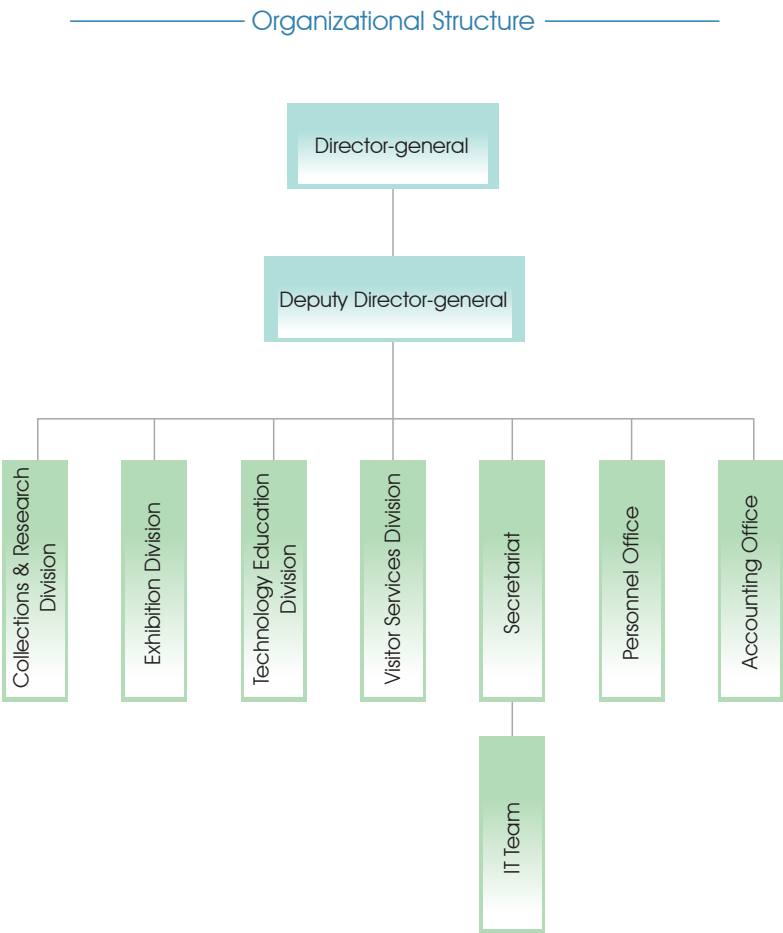 Organizational Structure
Director-general
Deputy Director-general
Collections & Research
Division
Exhibition Division
Technology Education
Division
Visitor Services Division
Secretariat
Personnel Office
Accounting Office
IT Team